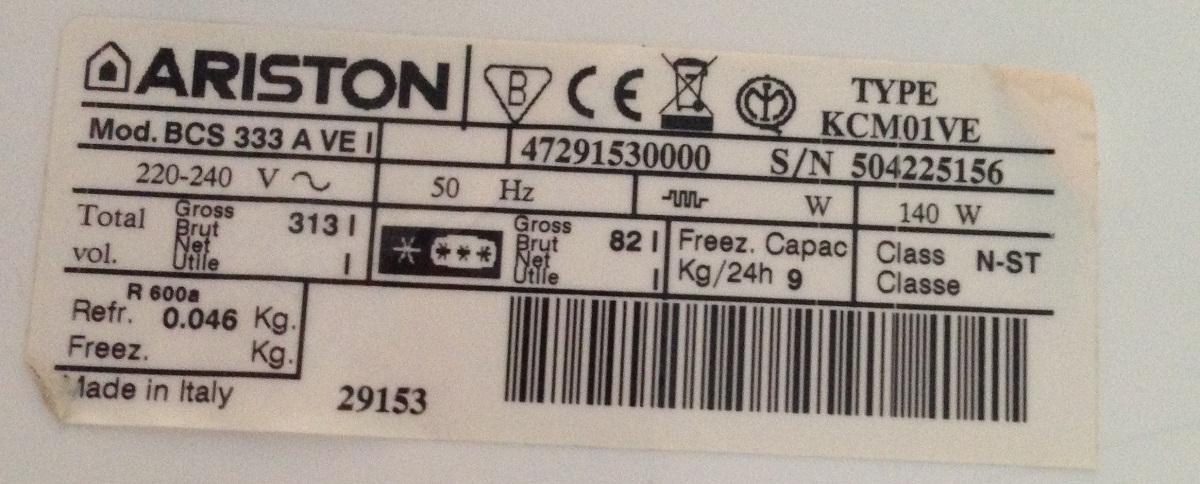 ARISTON B CE TYPE
KCM01VE
Mod. BCS 333 A VE I 47291530000 S/N 504225156
220-240 V 50 Hz W 140 W
Total vol. Gross Brut Net Utile 313 l l
Gross Brut Net Utile 82 l l
Freez. Capac Kg/24h 9
Class Classe N-ST
R 600a
Refr. 0.046 Kg.
Freez. Kg.
Made in Italy 29153